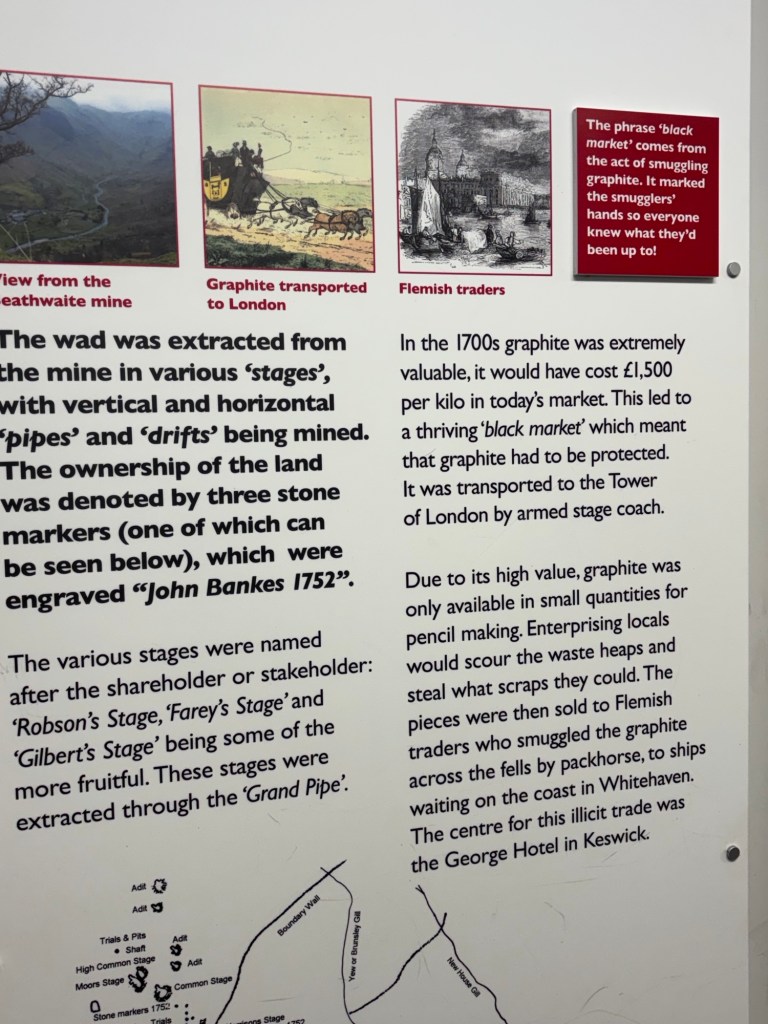 The phrase 'black
market' comes from
the act of smuggling
graphite. It marked
the smugglers'
hands so everyone
knew what they'd
been up to!
View from the
Seathwaite mine
Graphite transported
to London
Flemish traders
The wad was extracted from
the mine in various 'stages',
with vertical and horizontal
'pipes' and 'drifts' being mined.
The ownership of the land
was denoted by three stone
markers (one of which can
be seen below), which were
engraved "John Bankes 1752".
The various stages were named
after the shareholder or stakeholder:
'Robson's Stage, 'Farey's Stage' and
'Gilbert's Stage' being some of the
more fruitful. These stages were
extracted through the 'Grand Pipe'.
In the 1700s graphite was extremely
valuable, it would have cost £1,500
per kilo in today's market. This led to
a thriving 'black market' which meant
that graphite had to be protected.
It was transported to the Tower
of London by armed stage coach.
Due to its high value, graphite was
only available in small quantities for
pencil making. Enterprising locals
would scour the waste heaps and
steal what scraps they could. The
pieces were then sold to Flemish
traders who smuggled the graphite
across the fells by packhorse, to ships
waiting on the coast in Whitehaven.
The centre for this illicit trade was
the George Hotel in Keswick.
Adit
Adit
Trials & Pits
Shaft
Adit
High Common Stage
Adit
Moors Stage
Common Stage
Stone markers 1752
Trials
Boundary Wall
Yew or Brunsley Gill
New House Gill
Stage
1752